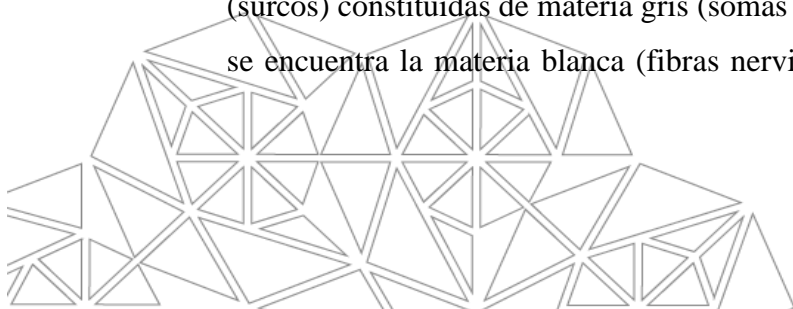 (surcos) constituidas de materia gris (somas
se encuentra la materia blanca (fibras nervi